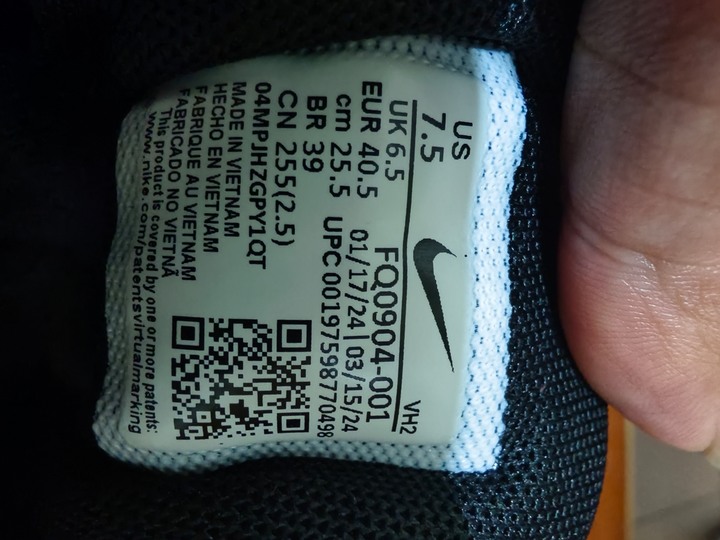 US
7.5
UK 6.5
EUR 40.5
cm 25.5
BR 39
CN 255(2.5)
VH2
FQ0904-001
01/17/24|03/15/24
UPC 00197598770498
04MPJHZGPY1QT
MADE IN VIETNAM
HECHO EN VIETNAM
FABRIQUE AU VIETNAM
FABRICADO NO VIETNÃ
This product is covered by one or more patents:
www.nike.com/patentsvirtualmarking